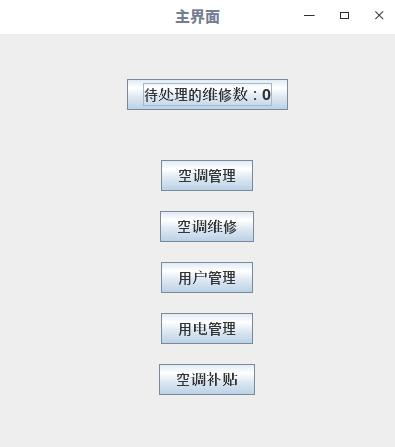 主界面
待处理的维修数：0
空调管理
空调维修
用户管理
用电管理
空调补贴